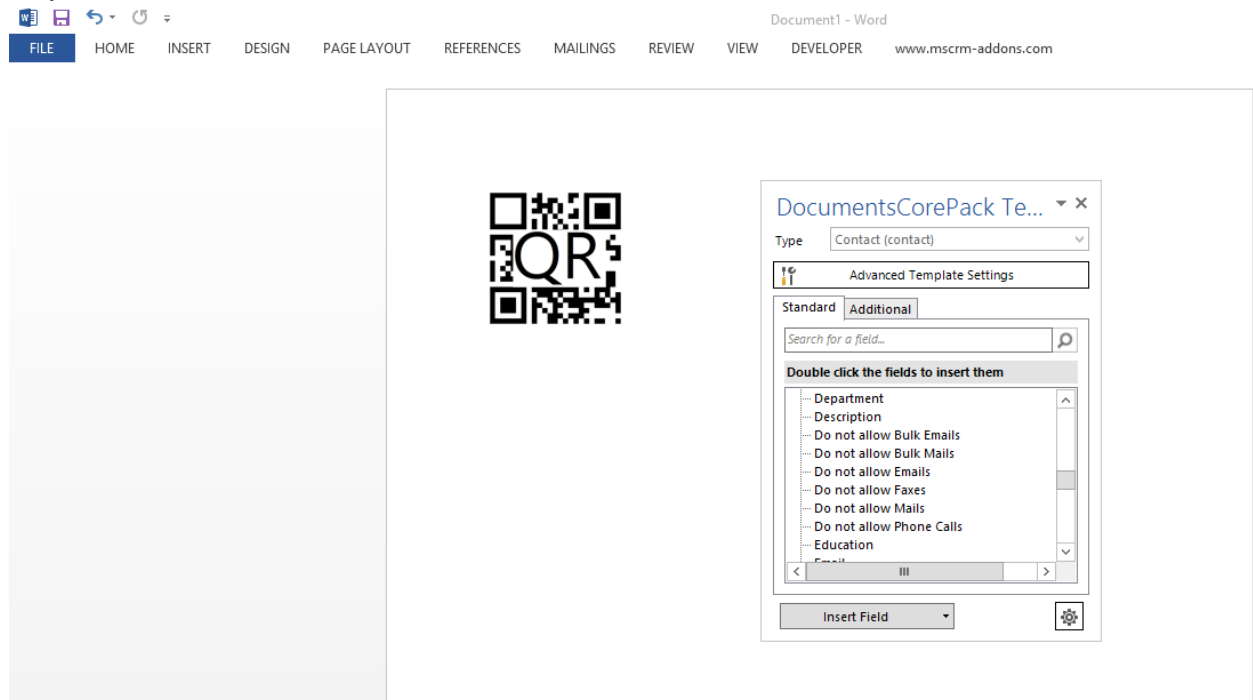 Document1 - Word
FILE HOME INSERT DESIGN PAGE LAYOUT REFERENCES MAILINGS REVIEW VIEW DEVELOPER www.mscrm-addons.com
QR
DocumentsCorePack Te...
Type Contact (contact)
Advanced Template Settings
Standard Additional
Search for a field...
Double click the fields to insert them
Department
Description
Do not allow Bulk Emails
Do not allow Bulk Mails
Do not allow Emails
Do not allow Faxes
Do not allow Mails
Do not allow Phone Calls
Education
Email
Insert Field